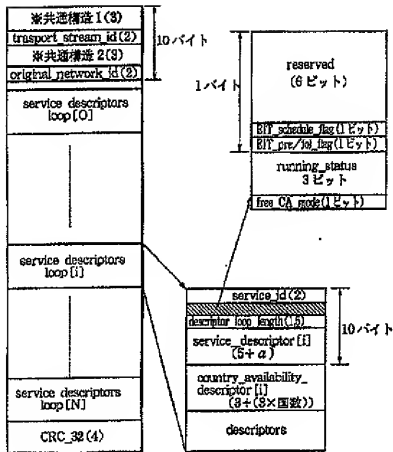 ※共通構造1(3)
trasport_stream_id(2)
※共通構造2(3)
original_network_id(2)
10バイト
service descriptors
loop[0]
service descriptors
loop[i]
service descriptors
loop[N]
CRC_32(4)
1バイト
reserved
(6ビット)
EIT_schedule_flag(1ビット)
EIT_pre/fol_flag(1ビット)
running_status
3ビット
free_CA_mode(1ビット)
service_id(2)
descriptor loop_length(1.5)
service_descriptor[i]
(5+a)
10バイト
country_availability_
descriptor[i]
(3+(3×国数))
descriptors